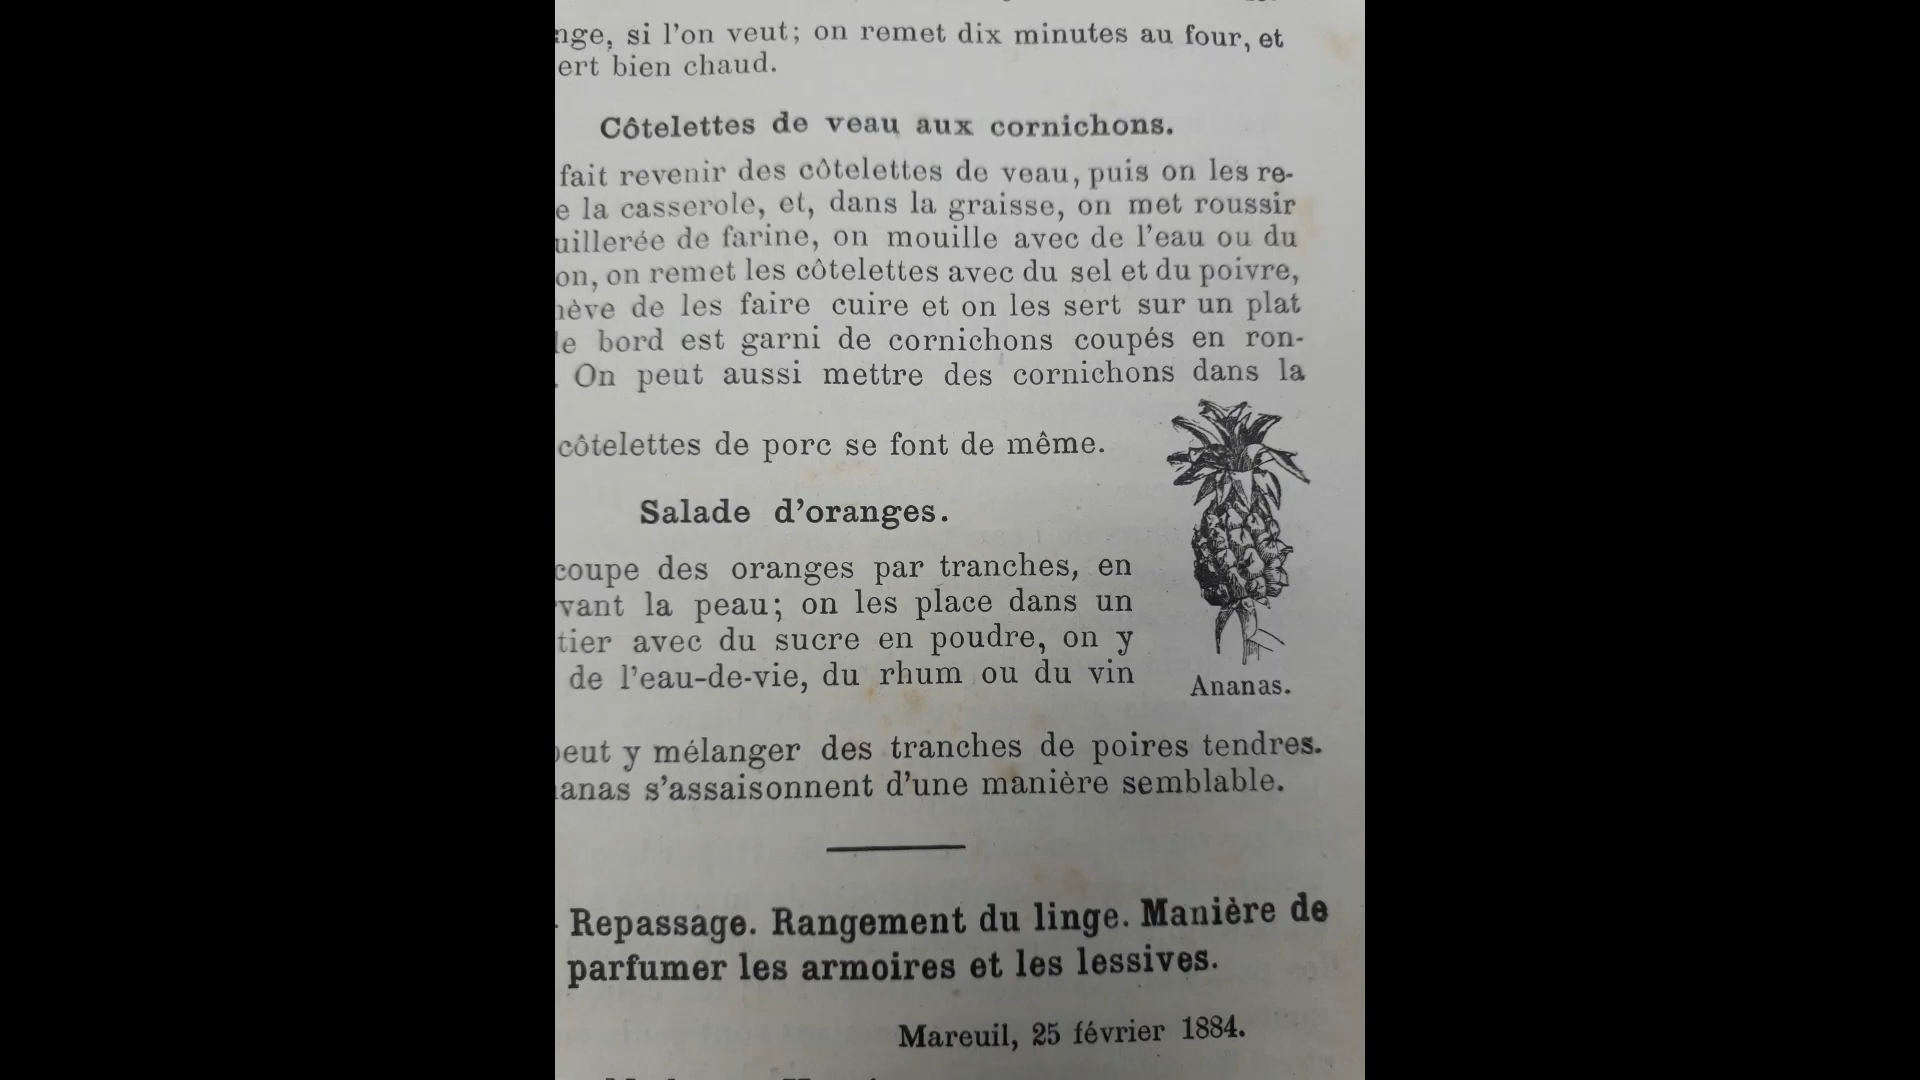 si l'on veut; on remet dix minutes au four, et
bien chaud.
Côtelettes de veau aux cornichons.
fait revenir des côtelettes de veau, puis on les re-
la casserole, et, dans la graisse, on met roussir
de farine, on mouille avec de l'eau ou du
on remet les côtelettes avec du sel et du poivre,
de les faire cuire et on les sert sur un plat
bord est garni de cornichons coupés en ron-
On peut aussi mettre des cornichons dans la
côtelettes de porc se font de même.
Salade d'oranges.
coupe des oranges par tranches, en
vant la peau; on les place dans un
tier avec du sucre en poudre, on y
de l'eau-de-vie, du rhum ou du vin
Ananas.
y mélanger des tranches de poires tendres.
anas s'assaisonnent d'une manière semblable.
Repassage. Rangement du linge. Manière de
parfumer les armoires et les lessives.
Mareuil, 25 février 1884.